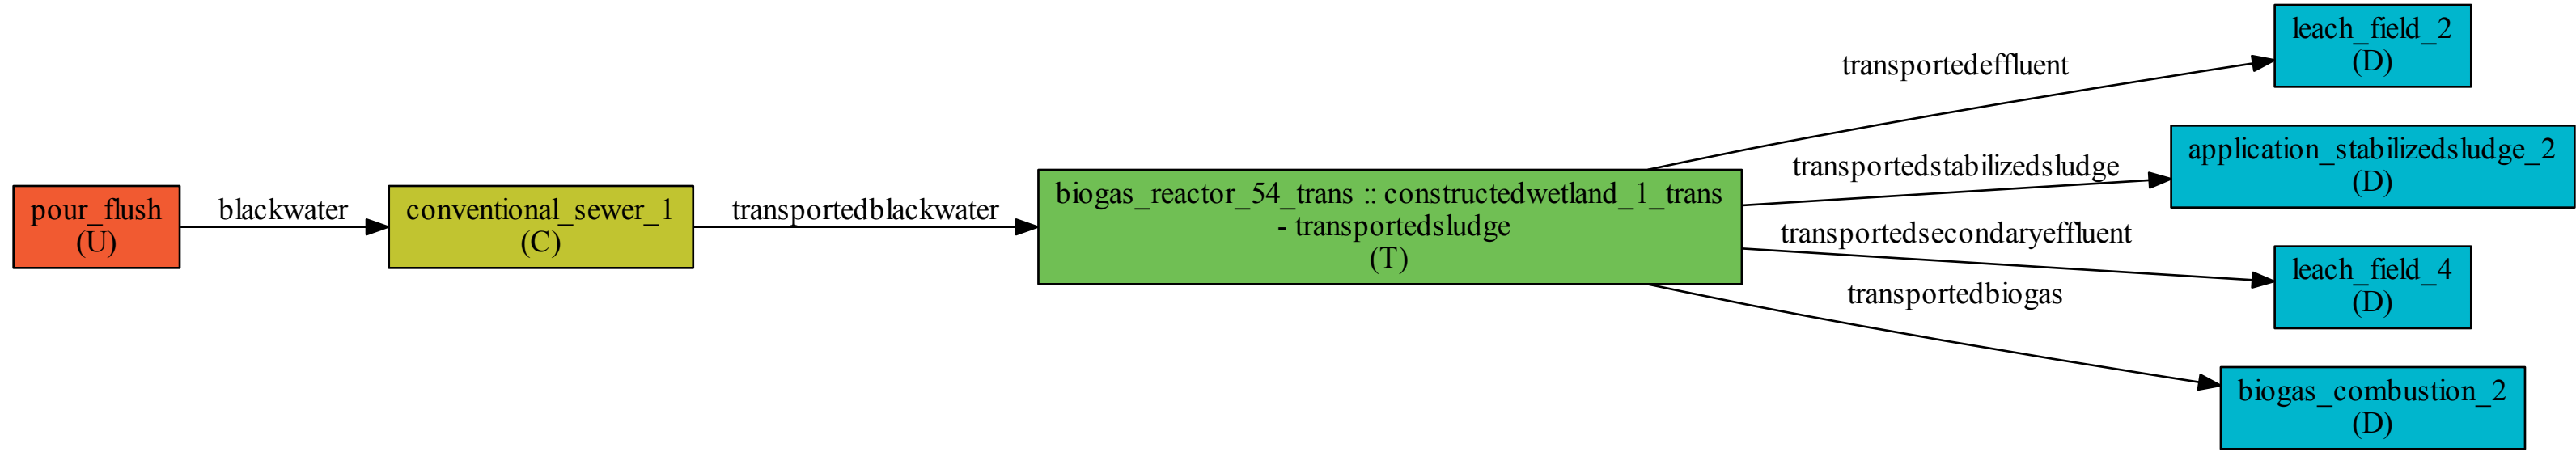 pour_flush
(U)
blackwater
conventional_sewer_1
(C)
transportedblackwater
biogas_reactor_54_trans :: constructedwetland_1_trans
- transportedsludge
(T)
transportedeffluent
transportedstabilizedsludge
transportedsecondaryeffluent
transportedbiogas
leach_field_2
(D)
application_stabilizedsludge_2
(D)
leach_field_4
(D)
biogas_combustion_2
(D)